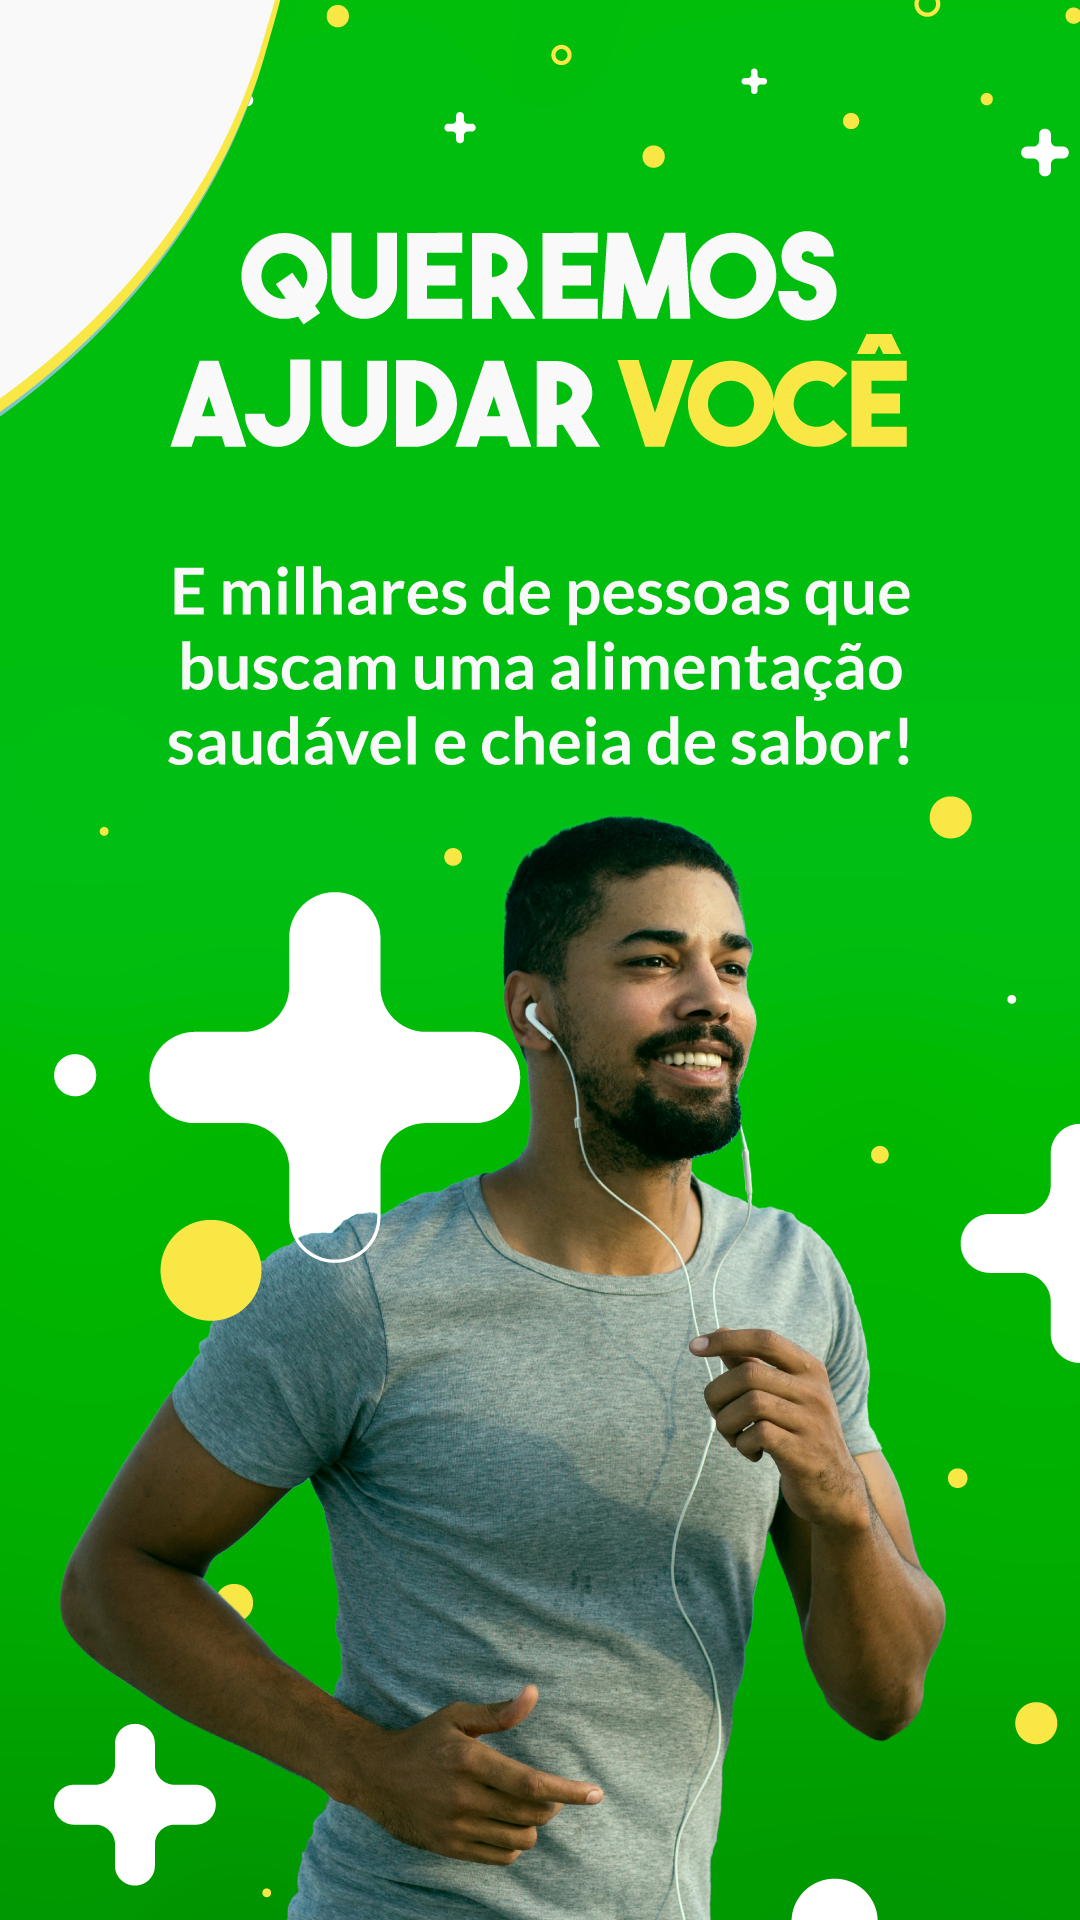 QUEREMOS
AJUDAR VOCÊ
E milhares de pessoas que
buscam uma alimentação
saudável e cheia de sabor!